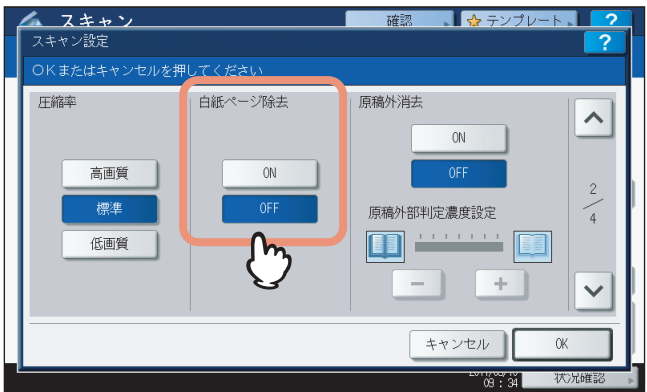 スキャン
確認
テンプレート
?
スキャン設定
?
OKまたはキャンセルを押してください
圧縮率
高画質
標準
低画質
白紙ページ除去
ON
OFF
原稿外消去
ON
OFF
原稿外部判定濃度設定
−
+
2
4
キャンセル
OK
09:34
状況確認